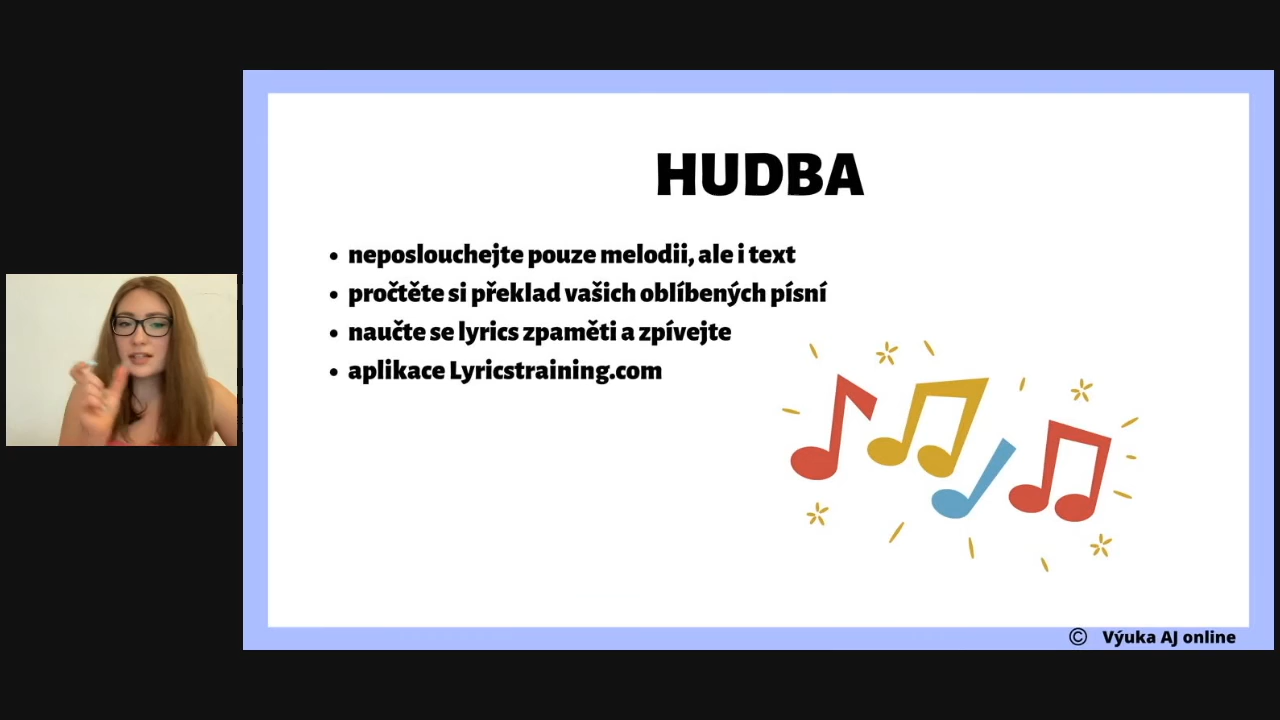 HUDBA
• neposlouchejte pouze melodii, ale i text
• pročtěte si překlad vašich oblíbených písní
• naučte se lyrics zpaměti a zpívejte
• aplikace Lyricstraining.com
© Výuka AJ online